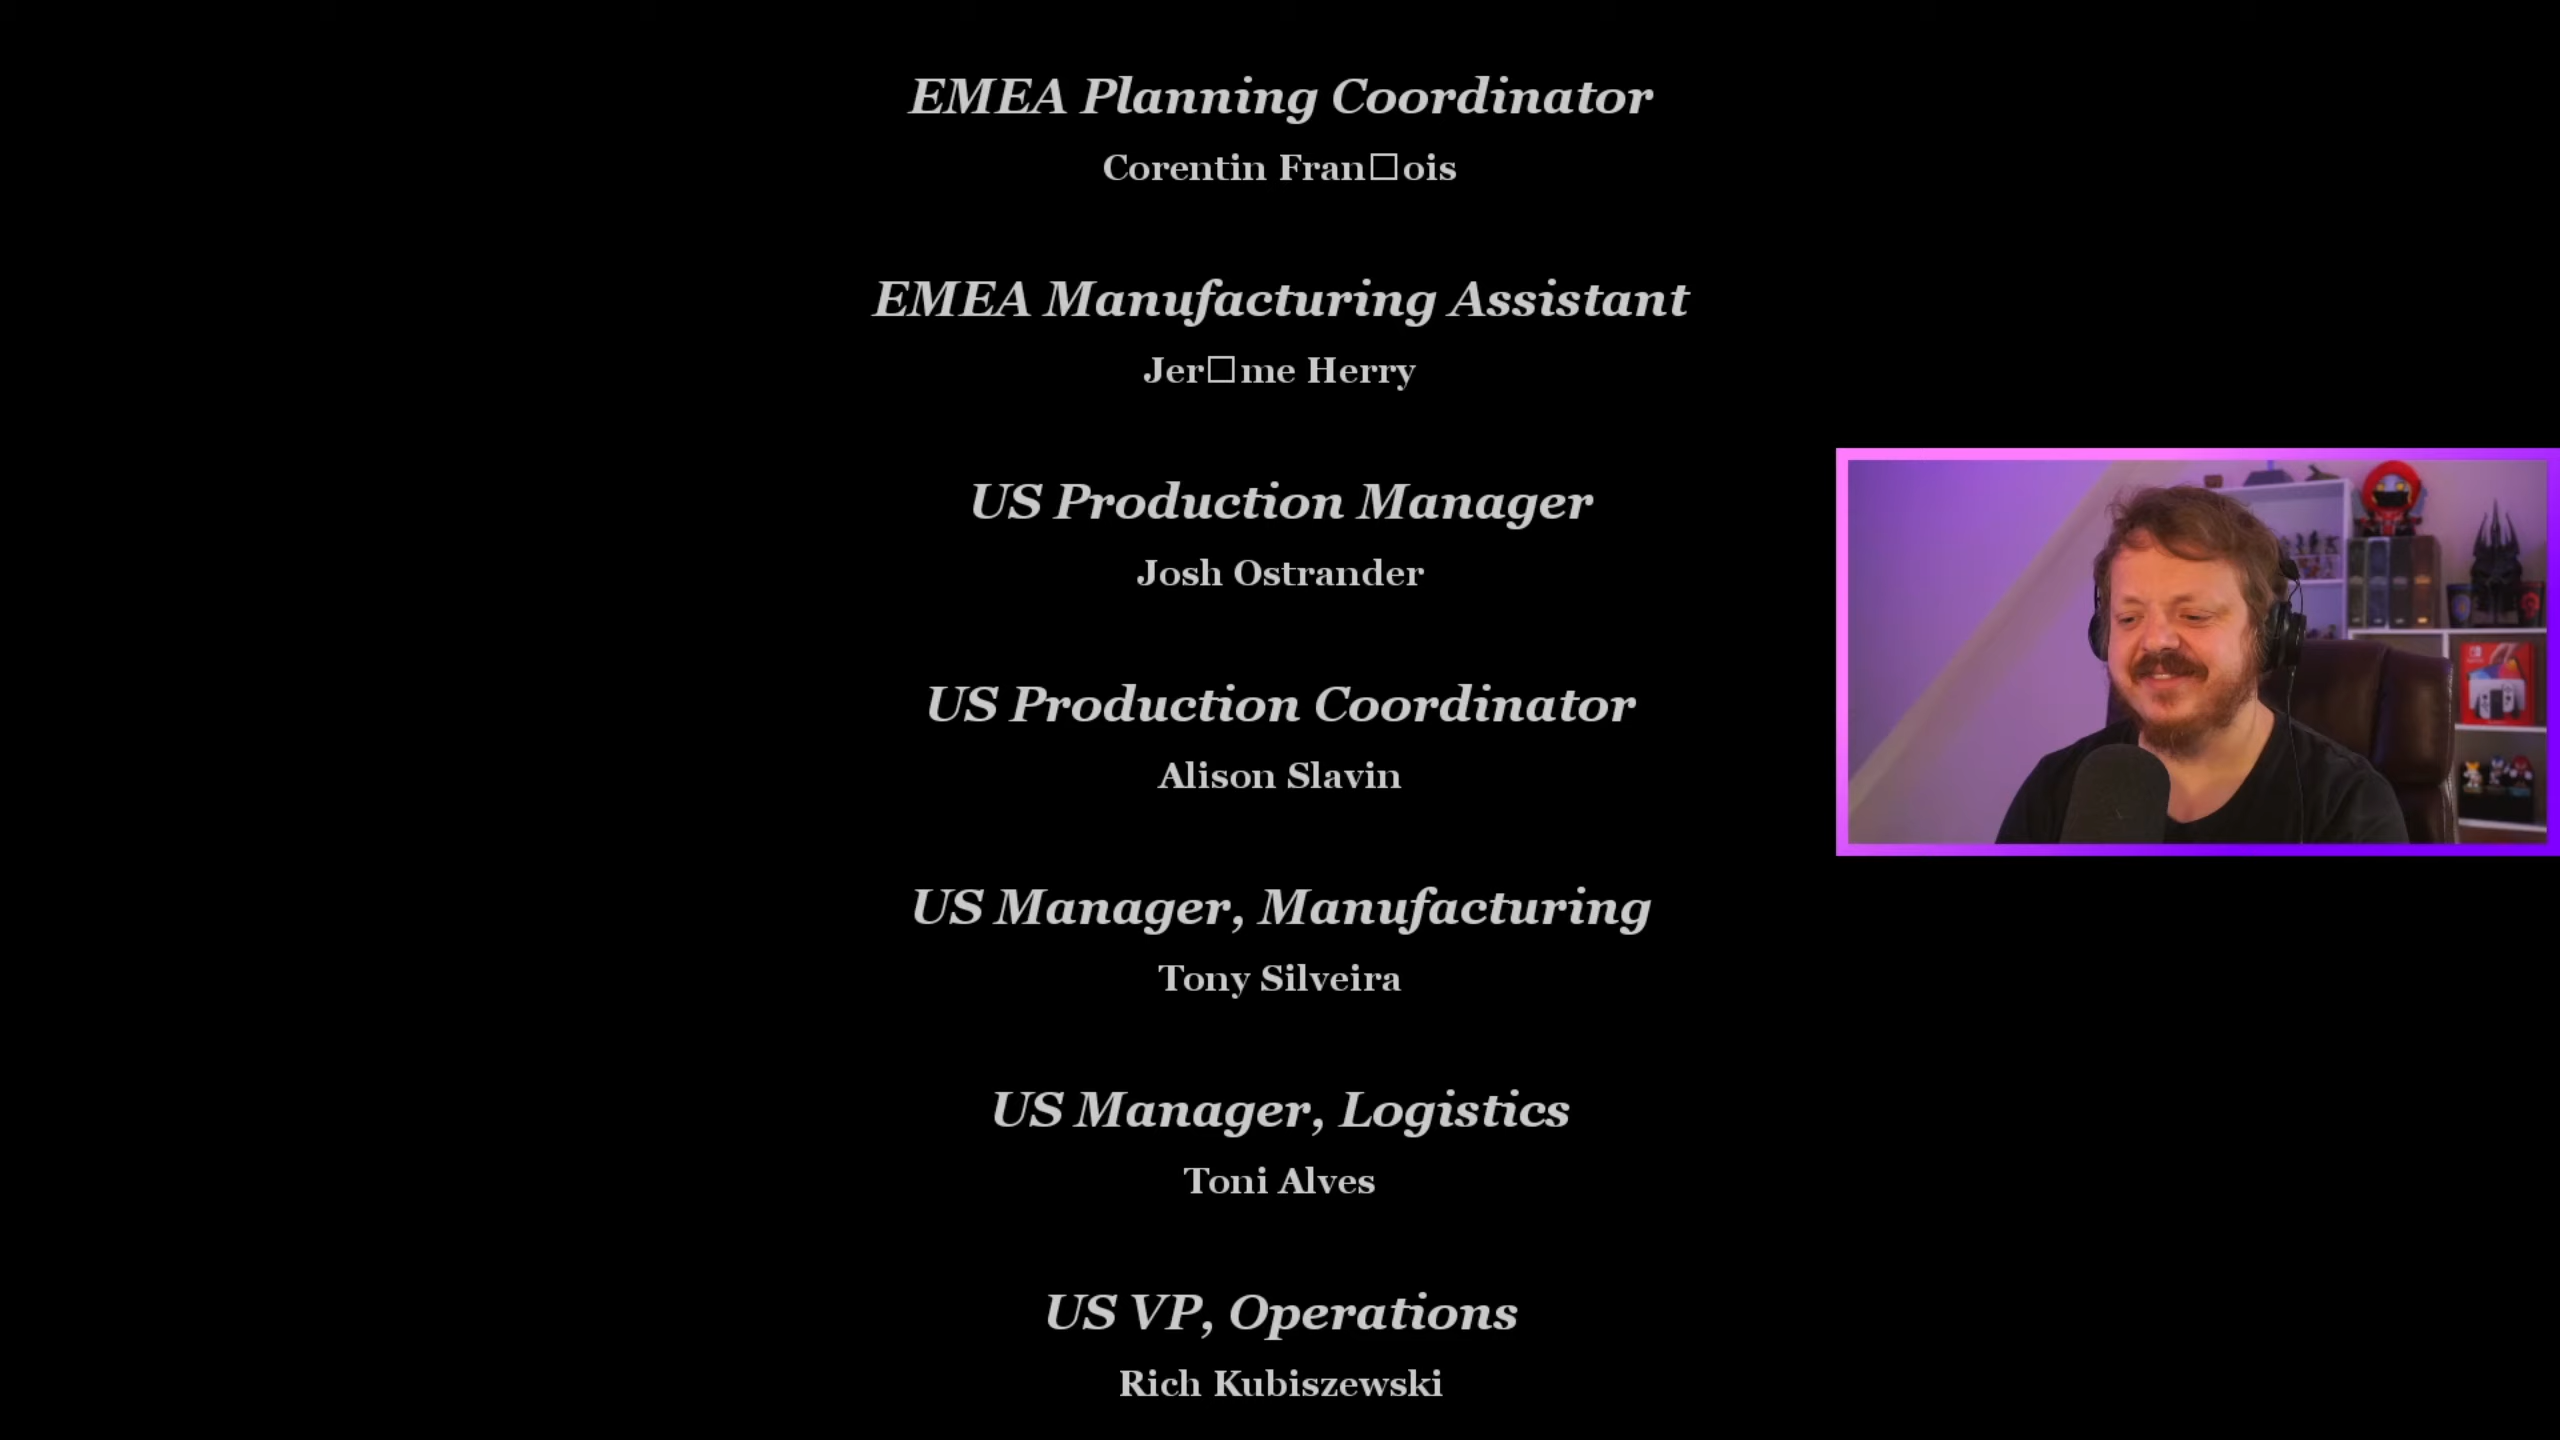 EMEA Planning Coordinator
Corentin Fran□ois
EMEA Manufacturing Assistant
Jer□me Herry
US Production Manager
Josh Ostrander
US Production Coordinator
Alison Slavin
US Manager, Manufacturing
Tony Silveira
US Manager, Logistics
Toni Alves
US VP, Operations
Rich Kubiszewski